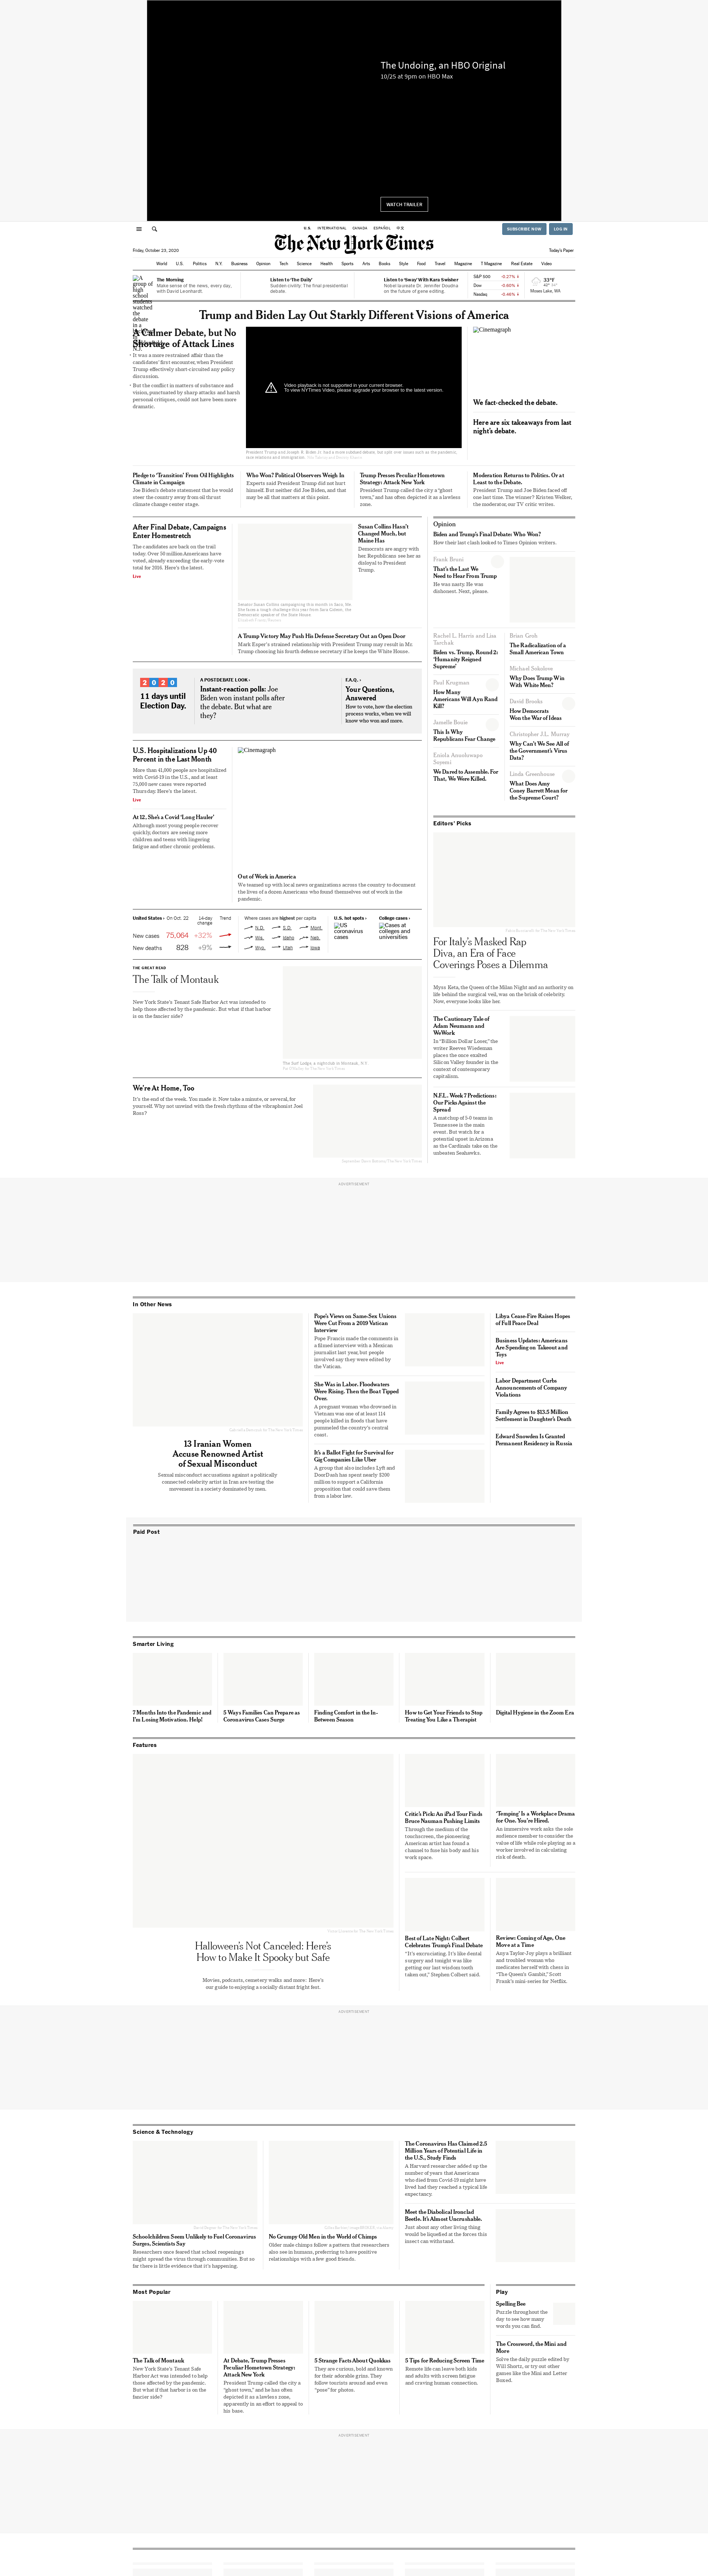 The Undoing, an HBO Original
10/25 at 9pm on HBO Max
WATCH TRAILER
U.S. INTERNATIONAL CANADA ESPAÑOL 中文
SUBSCRIBE NOW LOG IN
The New York Times
Friday, October 23, 2020
Today's Paper
World U.S. Politics N.Y. Business Opinion Tech Science Health Sports Arts Books Style Food Travel Magazine T Magazine Real Estate Video
A group of high school students watched the debate in a
The Morning
Make sense of the news, every day, with David Leonhardt.
Listen to 'The Daily'
Sudden civility: The final presidential debate.
Listen to 'Sway' With Kara Swisher
Nobel laureate Dr. Jennifer Doudna on the future of gene editing.
S&P 500
Dow
Nasdaq
33°F
Moses Lake, WA
Trump and Biden Lay Out Starkly Different Visions of America
A Calmer Debate, but No
Shortage of Attack Lines
It was a more restrained affair than the
candidates' first encounter, when President
Trump effectively short-circuited any policy
discussion.
But the conflict in matters of substance and
vision, punctuated by sharp attacks and harsh
personal critiques, could not have been more
dramatic.
Video playback is not supported in your current browser.
To view NYTimes Video, please upgrade your browser to the latest version.
Cinemagraph
We fact-checked the debate.
Here are six takeaways from last
night's debate.
Pledge to 'Transition' From Oil Highlights
Climate in Campaign
Joe Biden's debate statement that he would
steer the country away from oil thrust
climate change center stage.
Who Won? Political Observers Weigh In
Experts said President Trump did not hurt
himself. But neither did Joe Biden, and that
may be all that matters at this point.
Trump Presses Peculiar Hometown
Strategy: Attack New York
President Trump called the city a "ghost
town," and has often depicted it as a lawless
zone.
Moderation Returns to Politics. Or at
Least to the Debate.
President Trump and Joe Biden faced off
one last time. The winner? Kristen Welker,
the moderator, our TV critic writes.
After Final Debate, Campaigns
Enter Homestretch
The candidates are back on the trail
today. Over 50 million Americans have
voted, already exceeding the early-vote
total for 2016. Here's the latest.
Live
Susan Collins Hasn't
Changed Much, but
Maine Has
Democrats are angry with
her. Republicans see her as
disloyal to President
Trump.
A Trump Victory May Push His Defense Secretary Out an Open Door
Mark Esper's strained relationship with President Trump may result in Mr.
Trump choosing his fourth defense secretary if he keeps the White House.
2020
11 days until
Election Day.
A POSTDEBATE LOOK ›
Instant-reaction polls: Joe
Biden won instant polls after
the debate. But what are
they?
F.A.Q. ›
Your Questions,
Answered
How to vote, how the election
process works, when we will
know who won and more.
U.S. Hospitalizations Up 40
Percent in the Last Month
More than 41,000 people are hospitalized
with Covid-19 in the U.S., and at least
75,000 new cases were reported
Thursday. Here's the latest.
Live
At 12, She's a Covid 'Long Hauler'
Although most young people recover
quickly, doctors are seeing more
children and teens with lingering
fatigue and other chronic problems.
Cinemagraph
Out of Work in America
We teamed up with local news organizations across the country to document
the lives of a dozen Americans who found themselves out of work in the
pandemic.
United States › On Oct. 22 14-day change Trend
New cases 75,064 +32%
New deaths 828 +9%
Where cases are highest per capita
N.D. S.D. Mont.
Wis. Idaho Neb.
Wyo. Utah Iowa
U.S. hot spots ›
US coronavirus cases
College cases ›
Cases at colleges and universities
THE GREAT READ
The Talk of Montauk
New York State's Tenant Safe Harbor Act was intended to
help those affected by the pandemic. But what if that harbor
is on the fancier side?
The Surf Lodge, a nightclub in Montauk, N.Y.
We're At Home, Too
It's the end of the week. You made it. Now take a minute, or several, for
yourself. Why not unwind with the fresh rhythms of the vibraphonist Joel
Ross?
Opinion
Biden and Trump's Final Debate: Who Won?
How their last clash looked to Times Opinion writers.
Frank Bruni
That's the Last We
Need to Hear From Trump
He was nasty. He was
dishonest. Next, please.
Rachel L. Harris and Lisa
Tarchak
Biden vs. Trump, Round 2:
'Humanity Reigned
Supreme'
Brian Groh
The Radicalization of a
Small American Town
Michael Sokolove
Why Does Trump Win
With White Men?
Paul Krugman
How Many
Americans Will Ayn Rand
Kill?
David Brooks
How Democrats
Won the War of Ideas
Jamelle Bouie
This Is Why
Republicans Fear Change
Christopher J.L. Murray
Why Can't We See All of
the Government's Virus
Data?
We Dared to Assemble. For
That, We Were Killed.
Linda Greenhouse
What Does Amy
Coney Barrett Mean for
the Supreme Court?
Editors' Picks
For Italy's Masked Rap
Diva, an Era of Face
Coverings Poses a Dilemma
Myss Keta, the Queen of the Milan Night and an authority on
life behind the surgical veil, was on the brink of celebrity.
Now, everyone looks like her.
The Cautionary Tale of
Adam Neumann and
WeWork
In "Billion Dollar Loser," the
writer Reeves Wiedeman
places the once exalted
Silicon Valley founder in the
context of contemporary
capitalism.
N.F.L. Week 7 Predictions:
Our Picks Against the
Spread
A matchup of 5-0 teams in
Tennessee is the main
event. But watch for a
potential upset in Arizona
as the Cardinals take on the
unbeaten Seahawks.
ADVERTISEMENT
In Other News
13 Iranian Women
Accuse Renowned Artist
of Sexual Misconduct
Sexual misconduct accusations against a politically
connected celebrity artist in Iran are testing the
movement in a society dominated by men.
Pope's Views on Same-Sex Unions
Were Cut From a 2019 Vatican
Interview
Pope Francis made the comments in
a filmed interview with a Mexican
journalist last year, but people
involved say they were edited by
the Vatican.
She Was in Labor. Floodwaters
Were Rising. Then the Boat Tipped
Over.
A pregnant woman who drowned in
Vietnam was one of at least 114
people killed in floods that have
pummeled the country's central
coast.
It's a Ballot Fight for Survival for
Gig Companies Like Uber
A group that also includes Lyft and
DoorDash has spent nearly $200
million to support a California
proposition that could save them
from a labor law.
Libya Cease-Fire Raises Hopes
of Full Peace Deal
Business Updates: Americans
Are Spending on Takeout and
Toys
Live
Labor Department Curbs
Announcements of Company
Violations
Family Agrees to $13.5 Million
Settlement in Daughter's Death
Edward Snowden Is Granted
Permanent Residency in Russia
Paid Post
Smarter Living
7 Months Into the Pandemic and
I'm Losing Motivation. Help!
5 Ways Families Can Prepare as
Coronavirus Cases Surge
Finding Comfort in the In-
Between Season
How to Get Your Friends to Stop
Treating You Like a Therapist
Digital Hygiene in the Zoom Era
Features
Halloween's Not Canceled: Here's
How to Make It Spooky but Safe
Movies, podcasts, cemetery walks and more: Here's
our guide to enjoying a socially distant fright fest.
Critic's Pick: An iPad Tour Finds
Bruce Nauman Pushing Limits
Through the medium of the
touchscreen, the pioneering
American artist has found a
channel to fuse his body and his
work space.
'Temping' Is a Workplace Drama
for One. You're Hired.
An immersive work asks the sole
audience member to consider the
value of life while role playing as a
worker involved in calculating
risk of death.
Best of Late Night: Colbert
Celebrates Trump's Final Debate
"It's excruciating. It's like dental
surgery and tonight was like
getting our last wisdom tooth
taken out," Stephen Colbert said.
Review: Coming of Age, One
Move at a Time
Anya Taylor-Joy plays a brilliant
and troubled woman who
medicates herself with chess in
"The Queen's Gambit," Scott
Frank's mini-series for Netflix.
ADVERTISEMENT
Science & Technology
Schoolchildren Seem Unlikely to Fuel Coronavirus
Surges, Scientists Say
Researchers once feared that school reopenings
might spread the virus through communities. But so
far there is little evidence that it's happening.
No Grumpy Old Men in the World of Chimps
Older male chimps follow a pattern that researchers
also see in humans, preferring to have positive
relationships with a few good friends.
The Coronavirus Has Claimed 2.5
Million Years of Potential Life in
the U.S., Study Finds
A Harvard researcher added up the
number of years that Americans
who died from Covid-19 might have
lived had they reached a typical life
expectancy.
Meet the Diabolical Ironclad
Beetle. It's Almost Uncrushable.
Just about any other living thing
would be liquefied at the forces this
insect can withstand.
Most Popular
The Talk of Montauk
New York State's Tenant Safe
Harbor Act was intended to help
those affected by the pandemic.
But what if that harbor is on the
fancier side?
At Debate, Trump Presses
Peculiar Hometown Strategy:
Attack New York
President Trump called the city a
"ghost town," and he has often
depicted it as a lawless zone,
apparently in an effort to appeal to
his base.
5 Strange Facts About Quokkas
They are curious, bold and known
for their adorable grins. They
follow tourists around and even
"pose" for photos.
5 Tips for Reducing Screen Time
Remote life can leave both kids
and adults with screen fatigue
and craving human connection.
Play
Spelling Bee
Puzzle throughout the
day to see how many
words you can find.
The Crossword, the Mini and
More
Solve the daily puzzle edited by
Will Shortz, or try out other
games like the Mini and Letter
Boxed.
ADVERTISEMENT